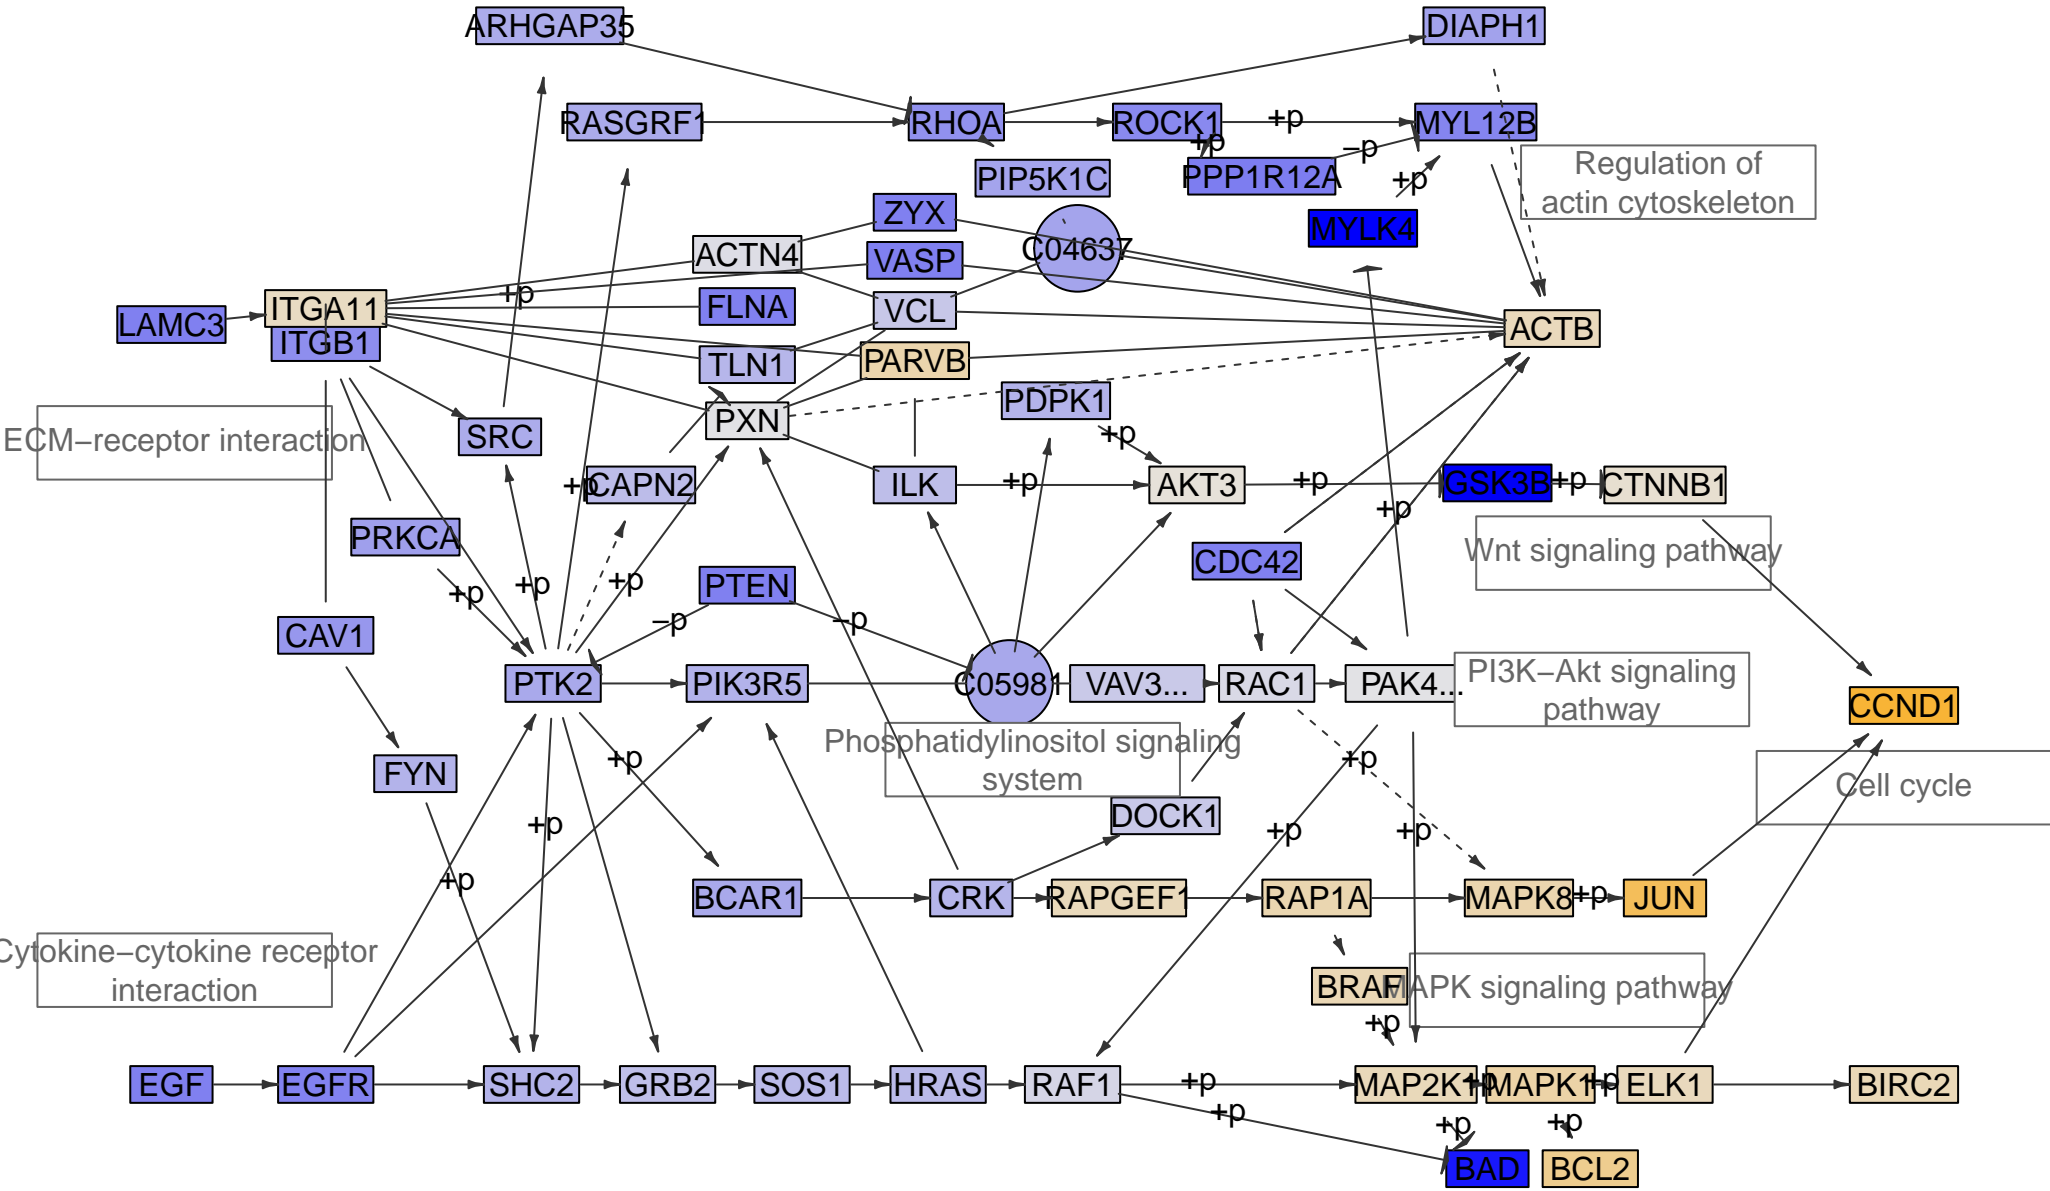 ARHGAP35
DIAPH1
RASGRF1
RHOA
ROCK1
+p
MYL12B
+p
−p
PIP5K1C
PPP1R12A
+p
Regulation of
actin cytoskeleton
ZYX
MYLK4
ACTN4
VASP
C04637
+p
ITGA11
FLNA
VCL
LAMC3
ITGB1
ACTB
TLN1
PARVB
PDPK1
PXN
+p
ECM−receptor interaction
SRC
+p
CAPN2
ILK
+p
AKT3
+p
GSK3B
+p
CTNNB1
+p
PRKCA
Wnt signaling pathway
CDC42
+p
+p
+p
PTEN
−p
−p
CAV1
PTK2
PIK3R5
C05981
VAV3...
RAC1
PAK4...
PI3K−Akt signaling
pathway
CCND1
Phosphatidylinositol signaling
system
+p
+p
FYN
Cell cycle
DOCK1
+p
+p
+p
+p
BCAR1
CRK
RAPGEF1
RAP1A
MAPK8
+p
JUN
Cytokine−cytokine receptor
interaction
BRAF
MAPK signaling pathway
+p
EGF
EGFR
SHC2
GRB2
SOS1
HRAS
RAF1
+p
MAP2K1
+p
MAPK1
+p
ELK1
BIRC2
+p
+p
+p
BAD
BCL2